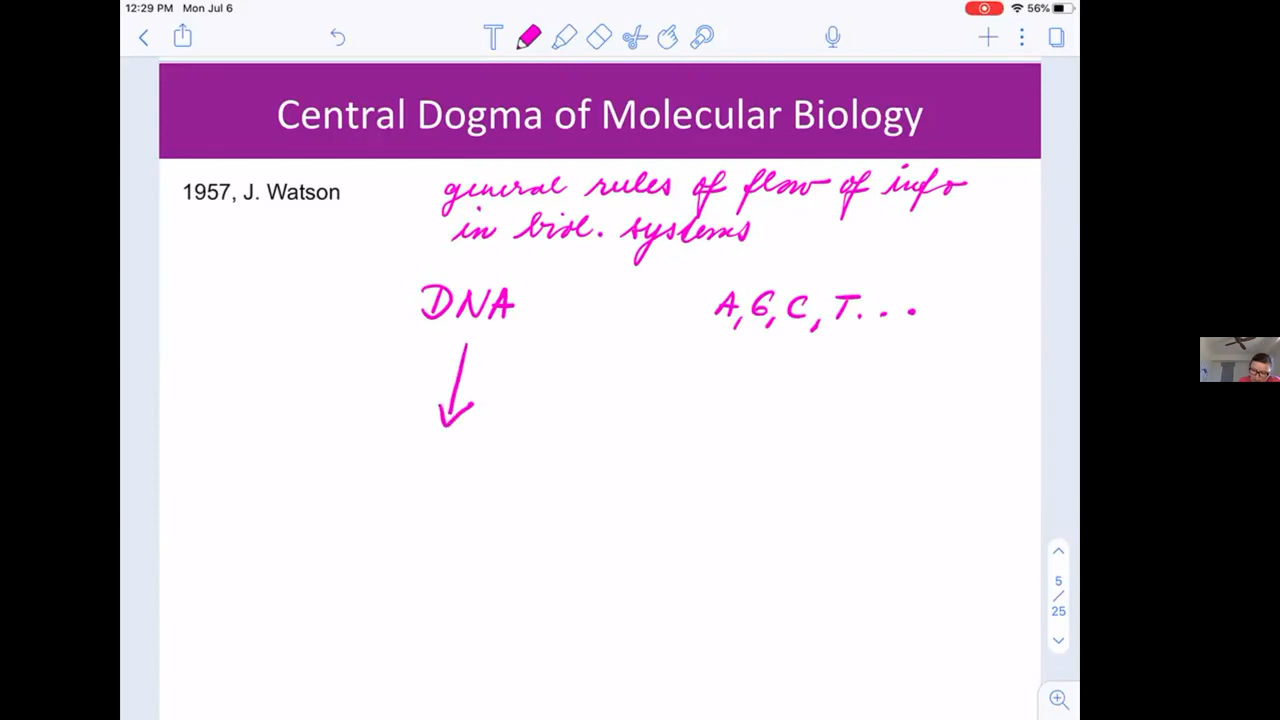 12:29 PM Mon Jul 6
56%
T
Central Dogma of Molecular Biology
1957, J. Watson
general rules of flow of info
in biol. systems
DNA
A, G, C, T...
5
/
25